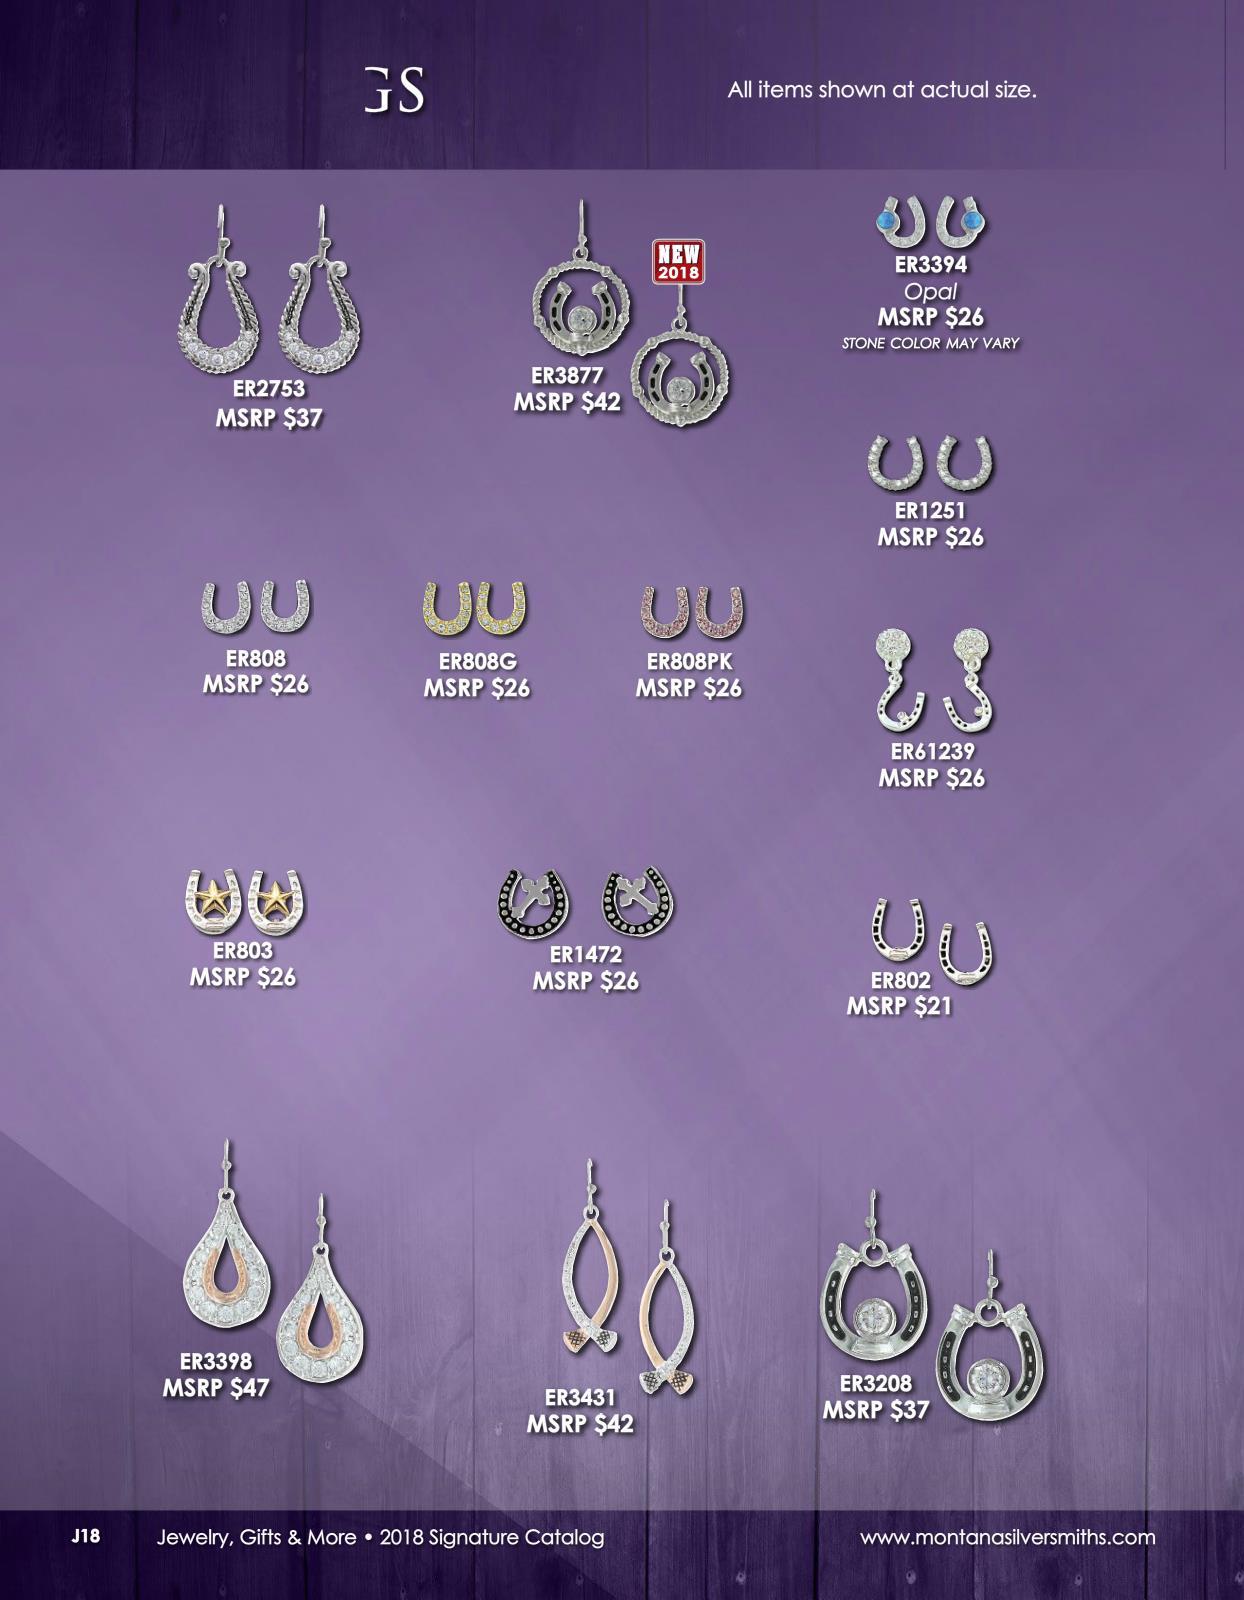 GS
All items shown at actual size.
ER2753
MSRP $37
NEW
2018
ER3877
MSRP $42
ER3394
Opal
MSRP $26
STONE COLOR MAY VARY
ER1251
MSRP $26
ER808
MSRP $26
ER808G
MSRP $26
ER808PK
MSRP $26
ER61239
MSRP $26
ER803
MSRP $26
ER1472
MSRP $26
ER802
MSRP $21
ER3398
MSRP $47
ER3431
MSRP $42
ER3208
MSRP $37
J18
Jewelry, Gifts & More • 2018 Signature Catalog
www.montanasilversmiths.com